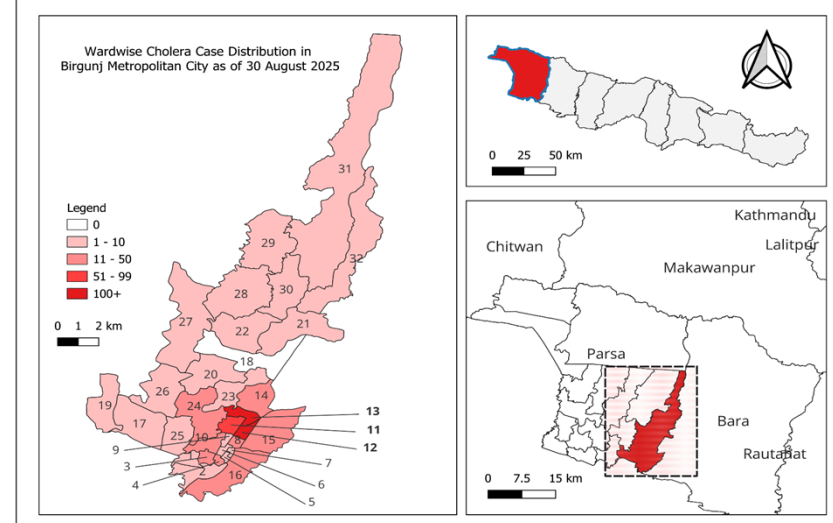 Wardwise Cholera Case Distribution in
Birgunj Metropolitan City as of 30 August 2025
Legend
0
1 - 10
11 - 50
51 - 99
100+
0 1 2 km
31
32
29
30
28
27
22
21
18
20
26
23
14
24
19
17
25
10
8
15
13
11
12
9
3
4
1
2
16
7
6
5
0 25 50 km
Kathmandu
Lalitpur
Chitwan
Makawanpur
Parsa
Bara
Rautahat
0 7.5 15 km